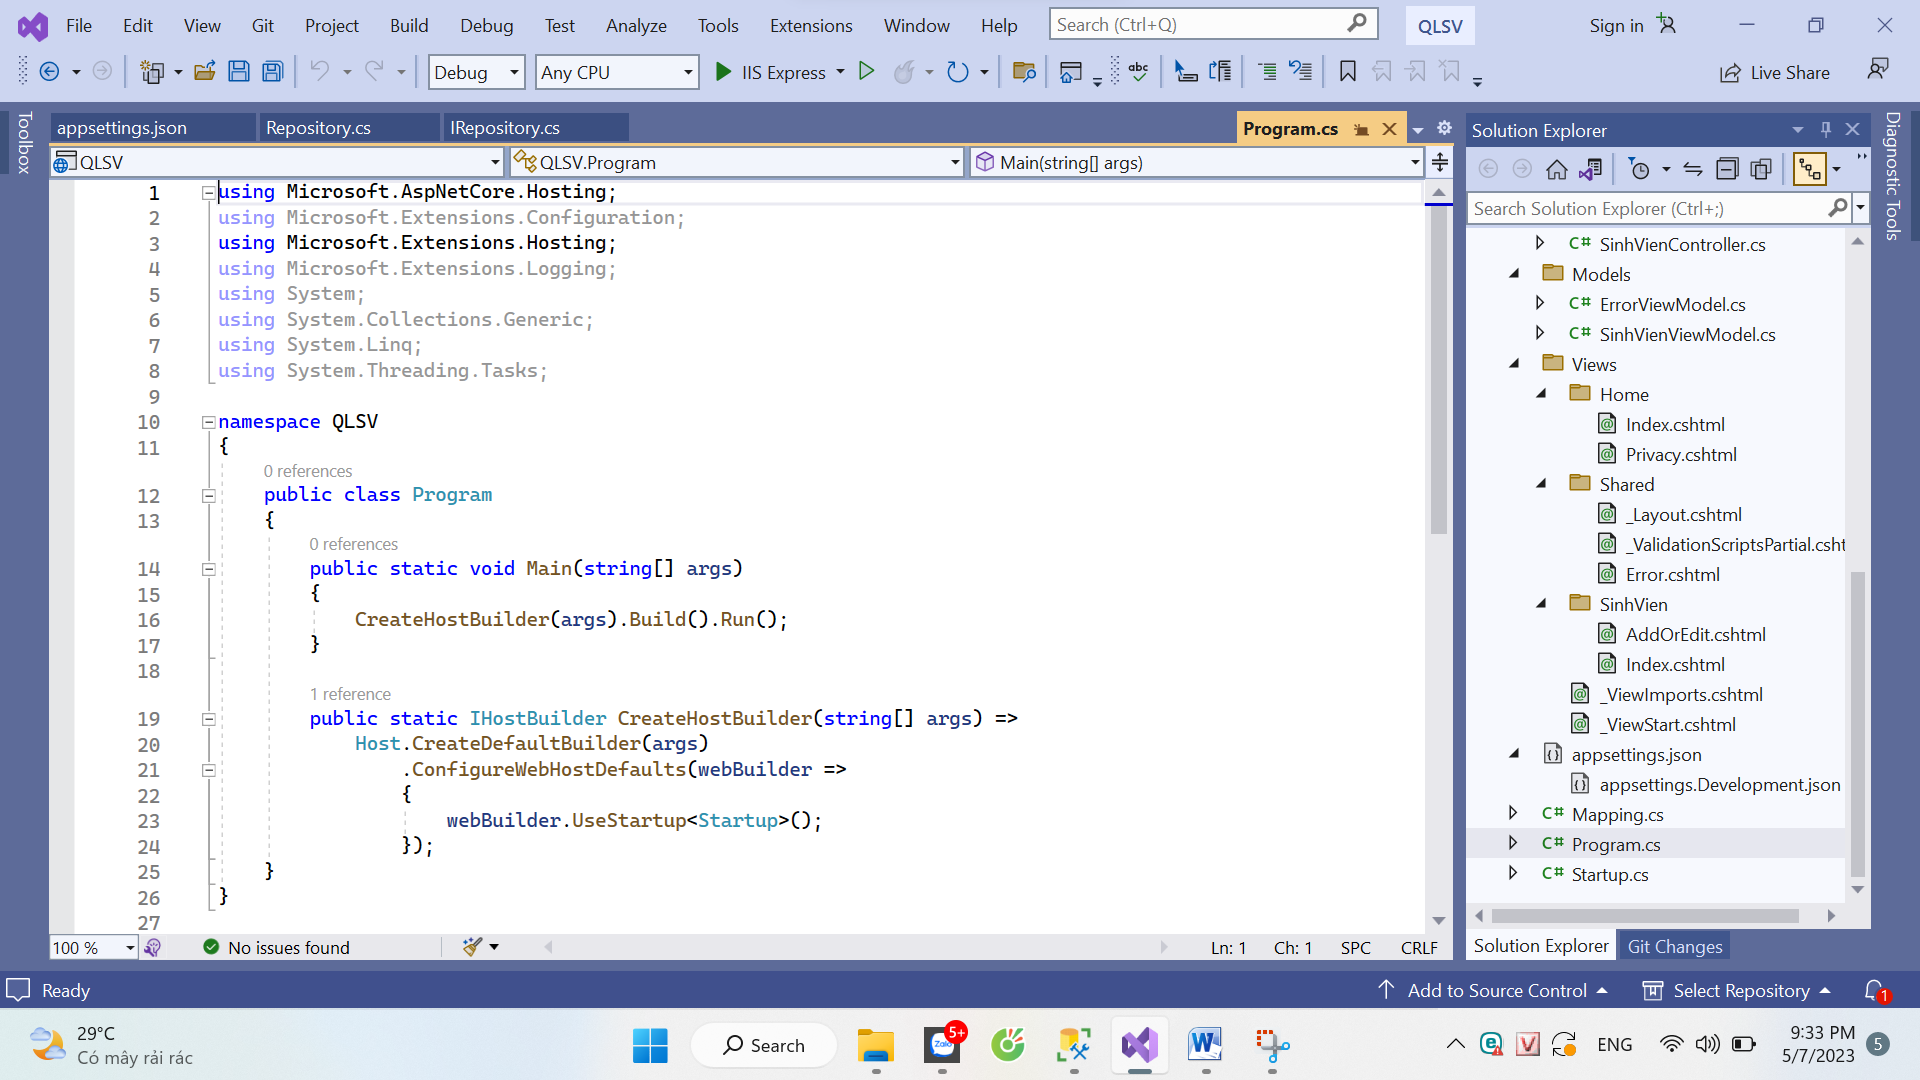 File Edit View Git Project Build Debug Test Analyze Tools Extensions Window Help Search (Ctrl+Q) QLSV Sign in
Debug Any CPU IIS Express abc Live Share
Toolbox
appsettings.json Repository.cs IRepository.cs Program.cs
QLSV QLSV.Program Main(string[] args)
1 using Microsoft.AspNetCore.Hosting;
2 using Microsoft.Extensions.Configuration;
3 using Microsoft.Extensions.Hosting;
4 using Microsoft.Extensions.Logging;
5 using System;
6 using System.Collections.Generic;
7 using System.Linq;
8 using System.Threading.Tasks;
9
10 namespace QLSV
11 {
0 references
12 public class Program
13 {
0 references
14 public static void Main(string[] args)
15 {
16 CreateHostBuilder(args).Build().Run();
17 }
18
1 reference
19 public static IHostBuilder CreateHostBuilder(string[] args) =>
20 Host.CreateDefaultBuilder(args)
21 .ConfigureWebHostDefaults(webBuilder =>
22 {
23 webBuilder.UseStartup<Startup>();
24 });
25 }
26 }
27
100 % No issues found Ln: 1 Ch: 1 SPC CRLF
Solution Explorer
Search Solution Explorer (Ctrl+;)
C# SinhVienController.cs
Models
C# ErrorViewModel.cs
C# SinhVienViewModel.cs
Views
Home
Index.cshtml
Privacy.cshtml
Shared
_Layout.cshtml
_ValidationScriptsPartial.csht
Error.cshtml
SinhVien
AddOrEdit.cshtml
Index.cshtml
_ViewImports.cshtml
_ViewStart.cshtml
appsettings.json
appsettings.Development.json
C# Mapping.cs
C# Program.cs
C# Startup.cs
Solution Explorer Git Changes
Diagnostic Tools
Ready Add to Source Control Select Repository 1
29°C
Có mây rải rác
Search
5+
Zalo
ENG
9:33 PM
5/7/2023
5